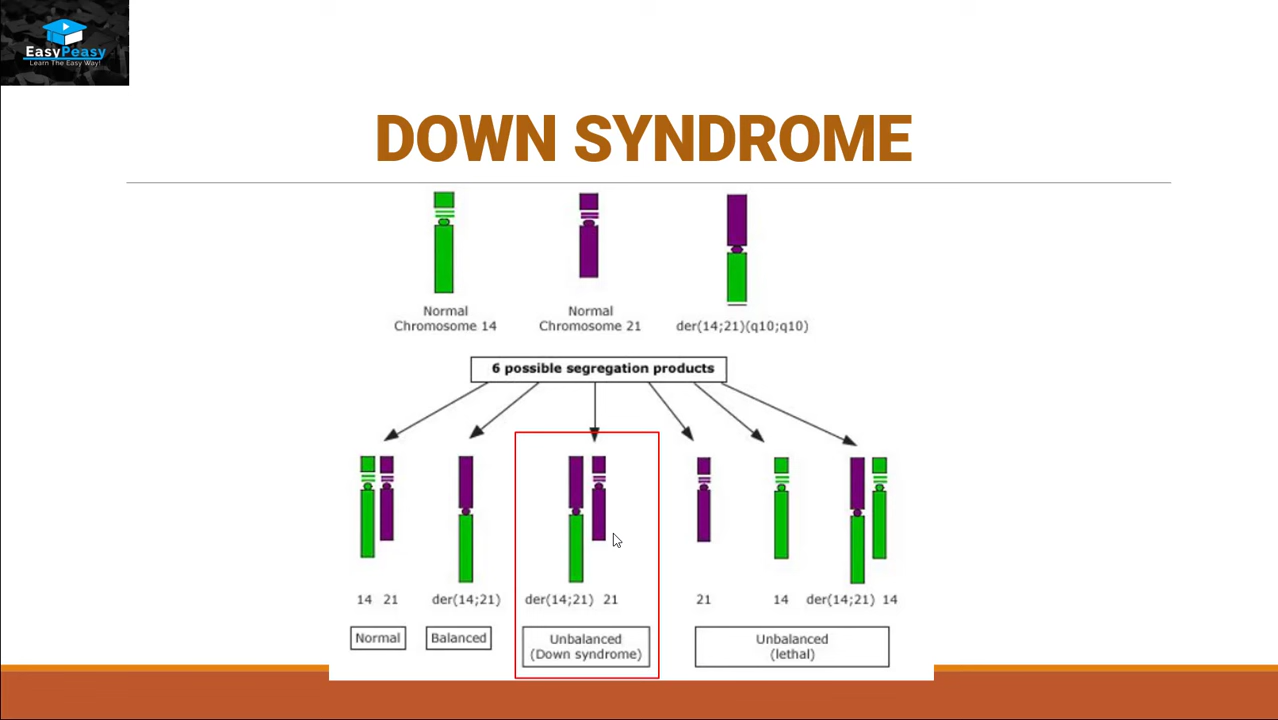 EasyPeasy
Learn The Easy Way!
DOWN SYNDROME
Normal
Chromosome 14
Normal
Chromosome 21
der(14;21)(q10;q10)
6 possible segregation products
14 21
der(14;21)
der(14;21) 21
21
14
der(14;21) 14
Normal
Balanced
Unbalanced
(Down syndrome)
Unbalanced
(lethal)